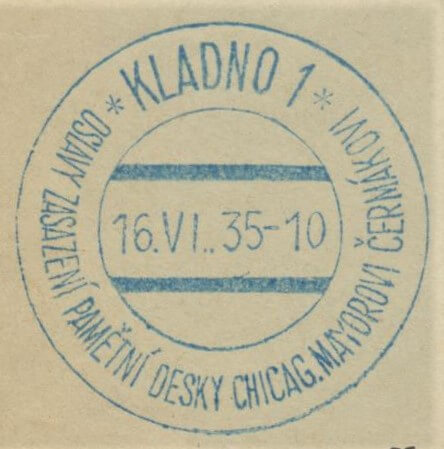 * KLADNO 1 *
OSLAVY ZASAZENÍ PAMĚTNÍ DESKY CHICAG. MAYOROVI ČERMÁKOVI
16.VI.. 35-10